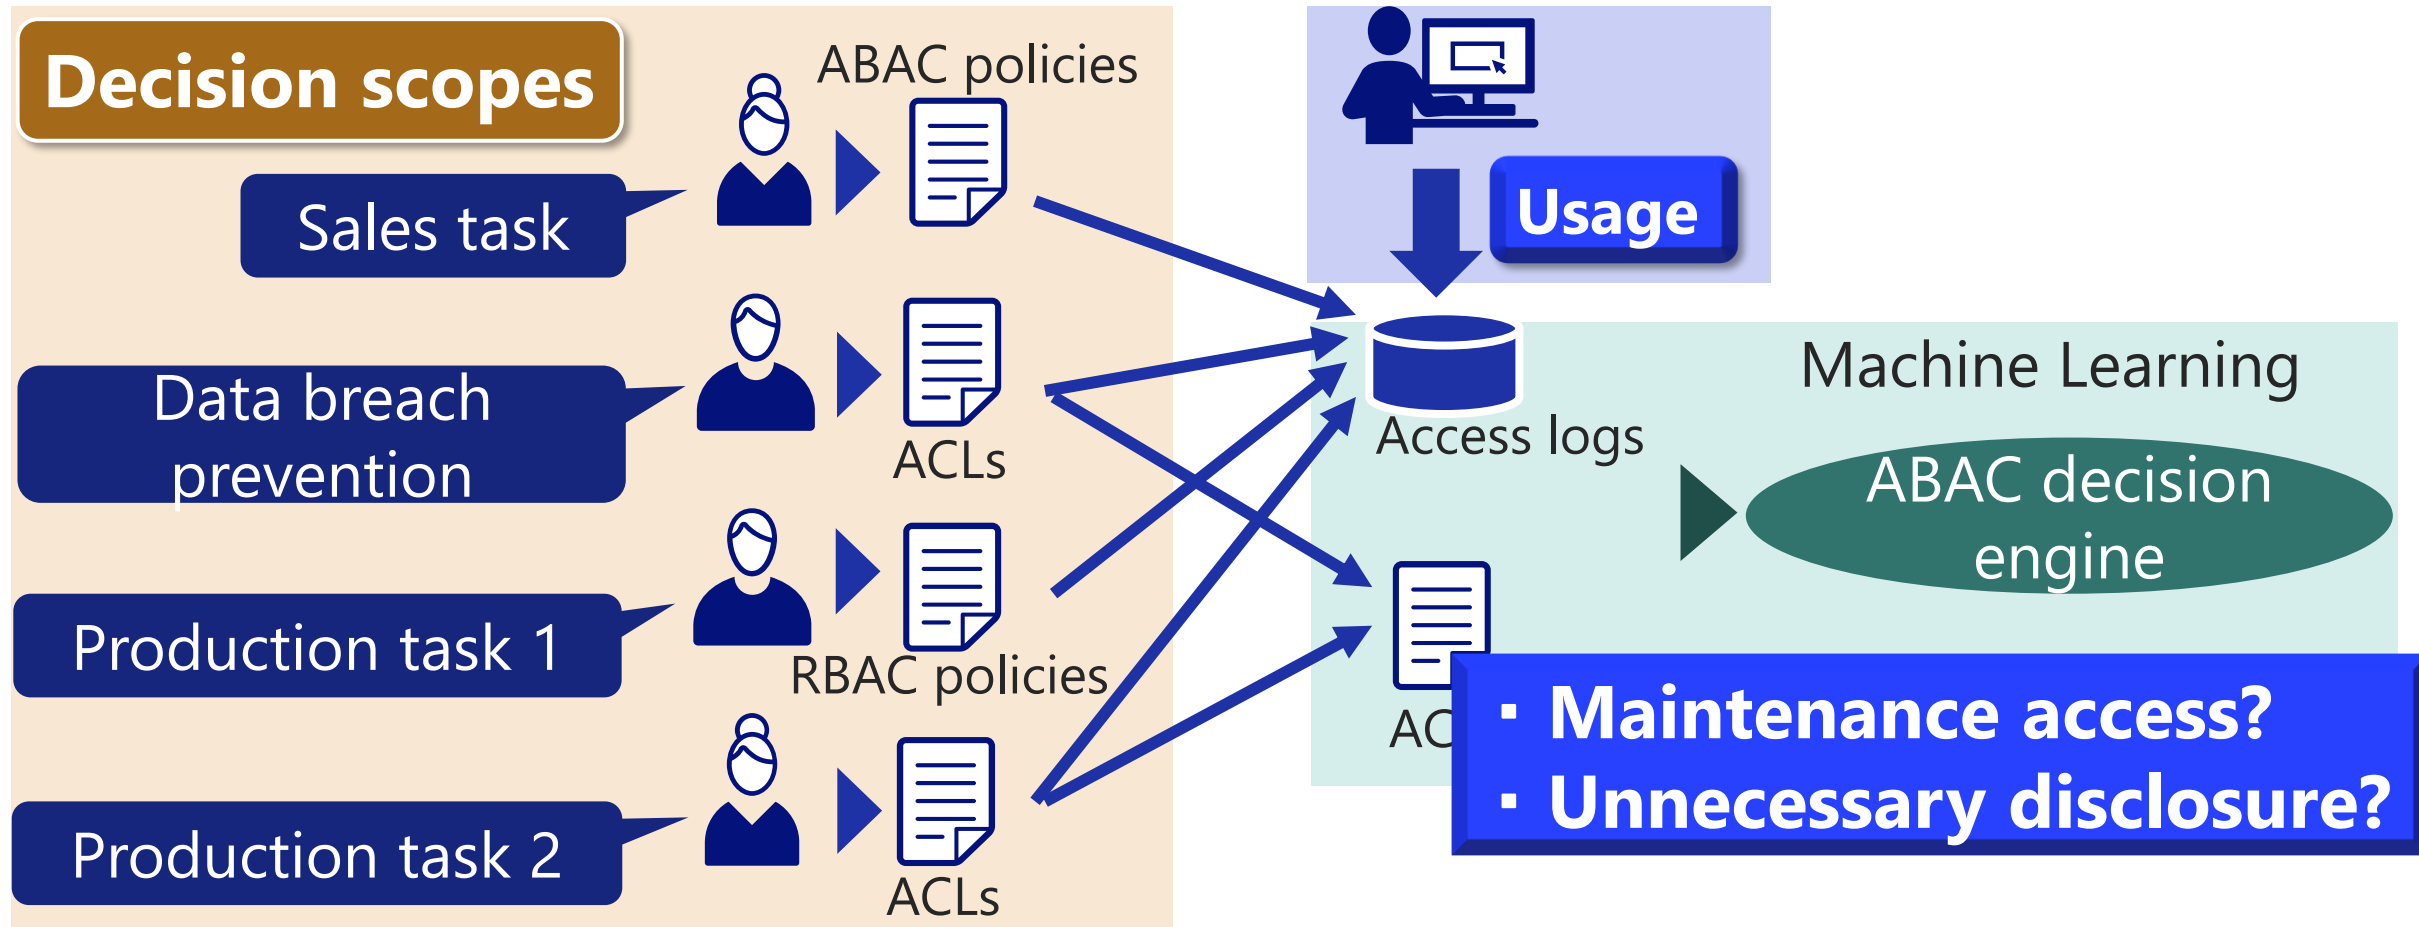 Decision scopes
ABAC policies
Sales task
Usage
Data breach
prevention
ACLs
Access logs
Machine Learning
ABAC decision
engine
Production task 1
RBAC policies
AC
▪ Maintenance access?
▪ Unnecessary disclosure?
Production task 2
ACLs